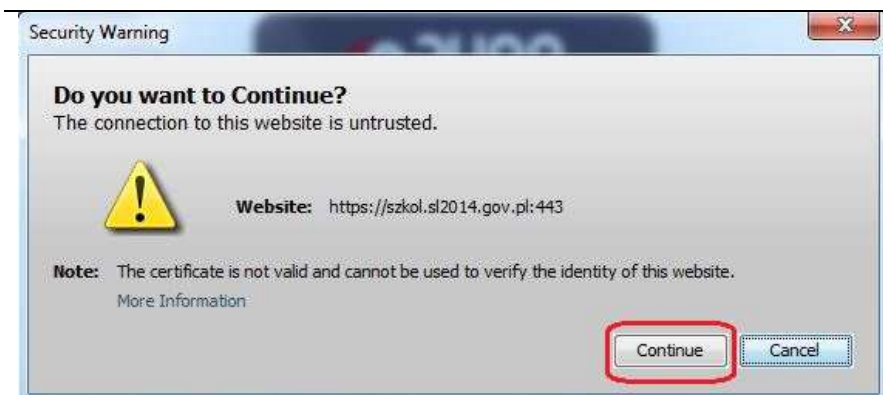 Security Warning
Do you want to Continue?
The connection to this website is untrusted.
Website: https://szkol.sl2014.gov.pl:443
Note: The certificate is not valid and cannot be used to verify the identity of this website.
More Information
Continue Cancel